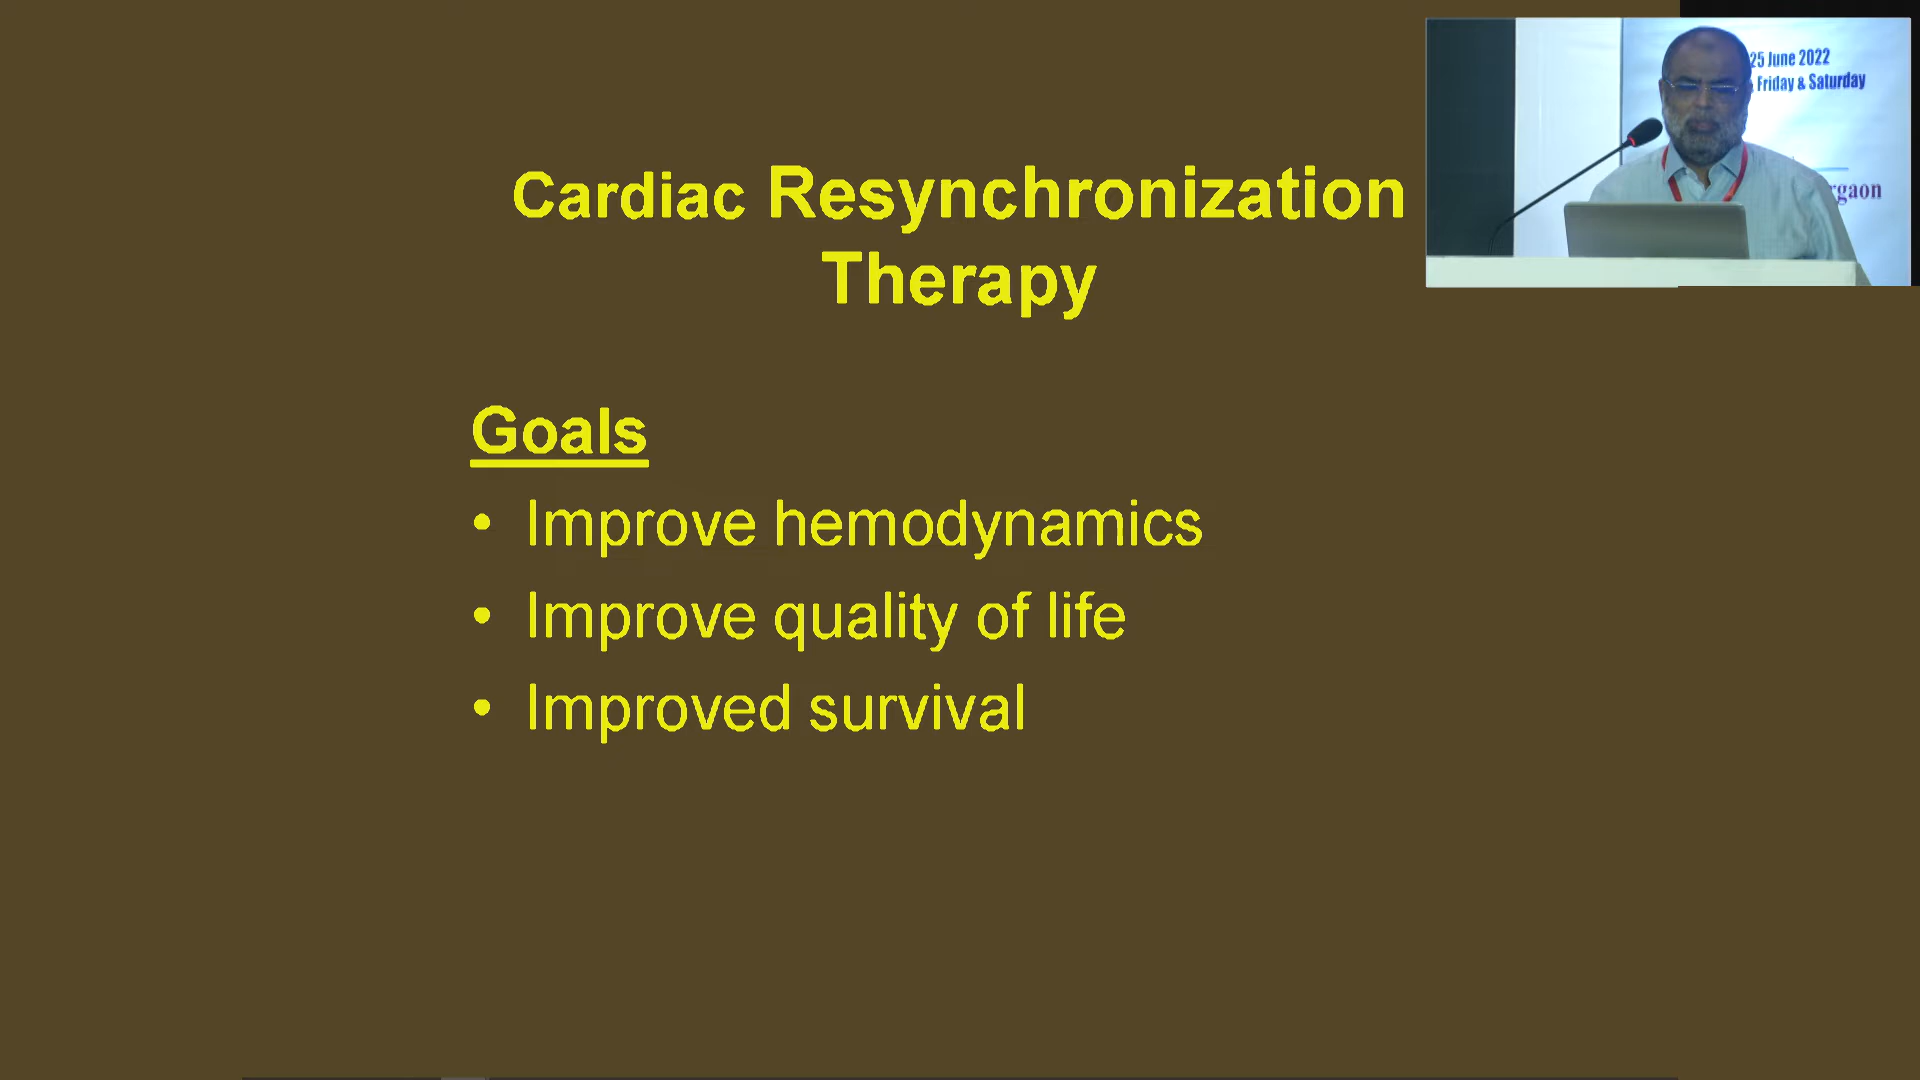 Cardiac Resynchronization
Therapy
Goals
• Improve hemodynamics
• Improve quality of life
• Improved survival
25 June 2022
Friday & Saturday